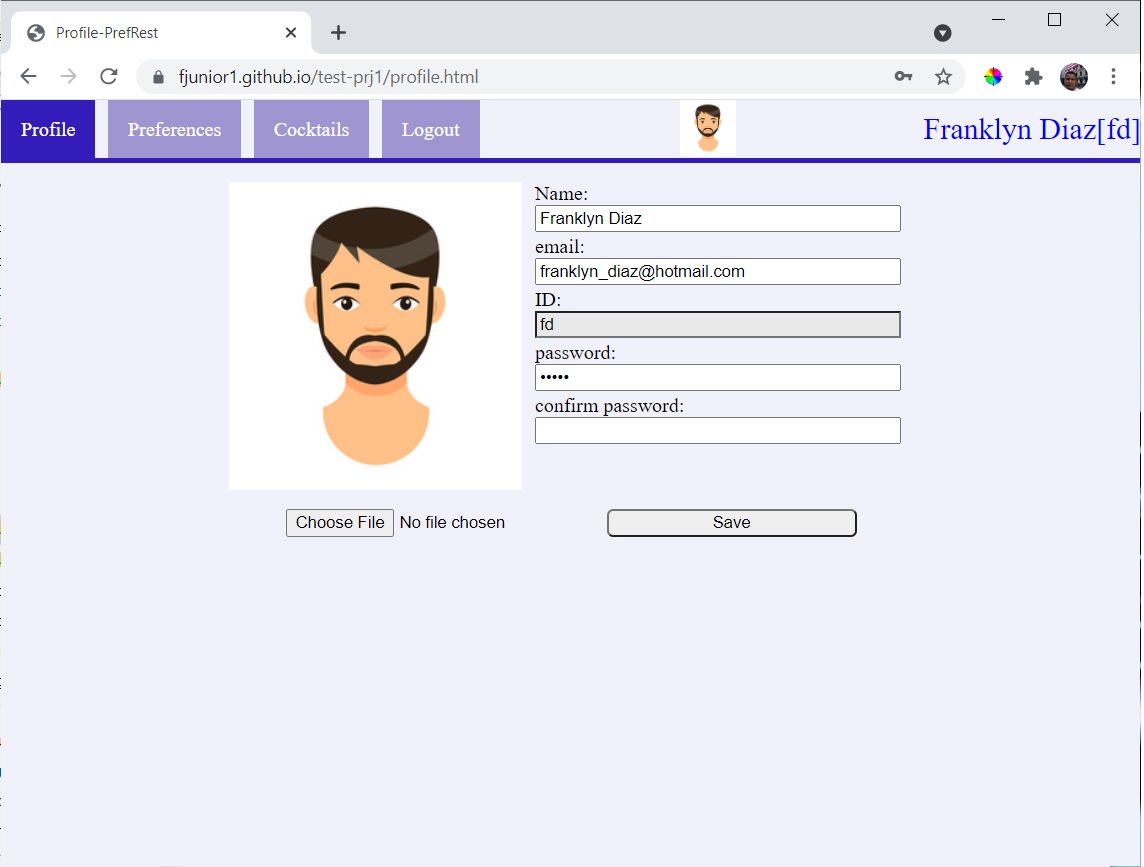 Profile-PrefRest
fjunior1.github.io/test-prj1/profile.html
Profile Preferences Cocktails Logout Franklyn Diaz[fd]
Name:
Franklyn Diaz
email:
franklyn_diaz@hotmail.com
ID:
fd
password:
•••••
confirm password:
Choose File No file chosen Save